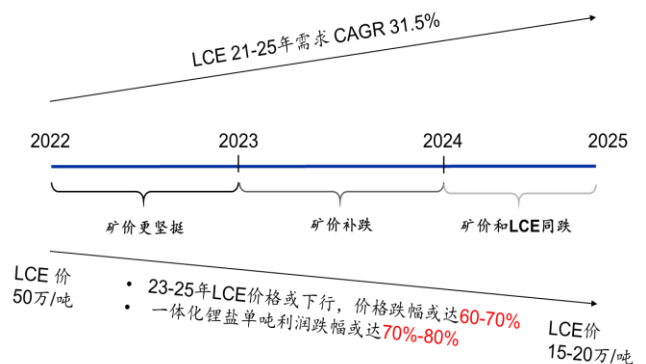 LCE 21-25年需求 CAGR 31.5%
2022
2023
2024
2025
矿价更坚挺
矿价补跌
矿价和LCE同跌
LCE 价
50万/吨
• 23-25年LCE价格或下行，价格跌幅或达60-70%
• 一体化锂盐单吨利润跌幅或达70%-80%
LCE价
15-20万/吨